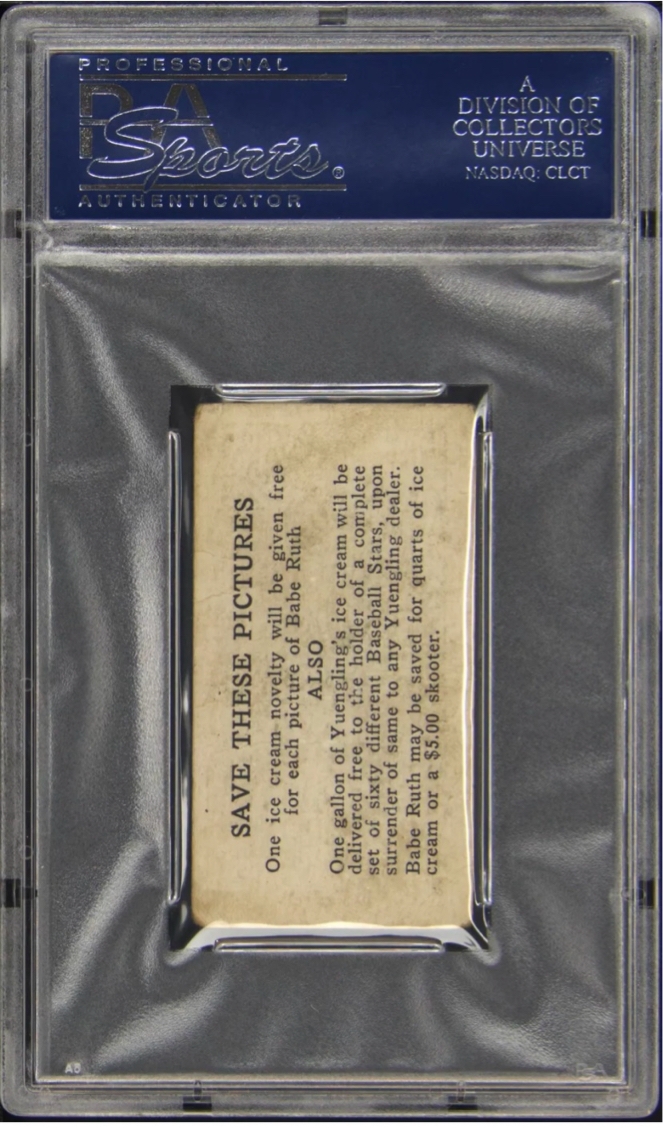 PROFESSIONAL
PSA
Sports®
AUTHENTICATOR
A
DIVISION OF
COLLECTORS
UNIVERSE
NASDAQ: CLCT
SAVE THESE PICTURES
One ice cream novelty will be given free
for each picture of Babe Ruth
ALSO
One gallon of Yuengling's ice cream will be
delivered free to the holder of a complete
set of sixty different Baseball Stars, upon
surrender of same to any Yuengling dealer.
Babe Ruth may be saved for quarts of ice
cream or a $5.00 skooter.